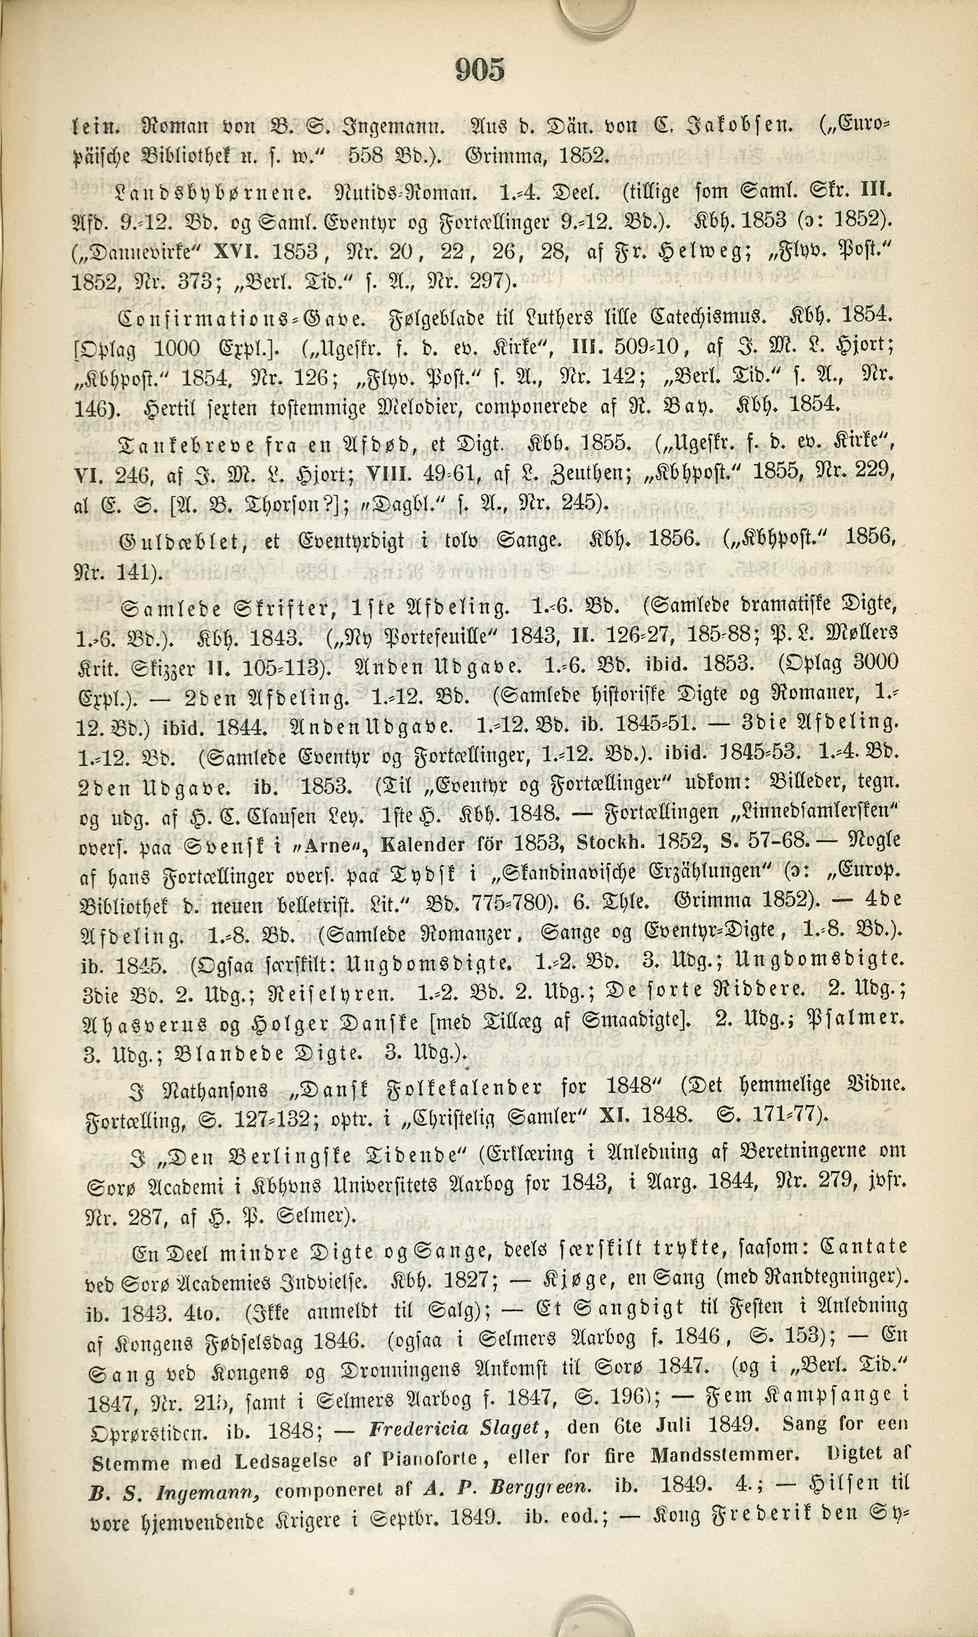 905
lein. Roman von B. S. Ingemann. Aus d. Dän. von C. Jakobsen. („Euro-
päische Bibliothek u. s. w.“ 558 Bd.). Grimma, 1852.
Landsbybørnene. Nutids-Roman. 1.-4. Deel. (tillige som Saml. Skr. III.
Afd. 9.-12. Bd. og Saml. Eventyr og Fortællinger 9.-12. Bd.). Kbh. 1853 (ɔ: 1852).
(„Dannevirke“ XVI. 1853, Nr. 20, 22, 26, 28, af Fr. Helweg; „Flyv. Post.“
1852, Nr. 373; „Berl. Tid.“ s. A., Nr. 297).
Confirmations-Gave. Følgeblade til Luthers lille Catechismus. Kbh. 1854.
[Oplag 1000 Expl.]. („Ugeskr. f. d. ev. Kirke“, III. 509-10, af J. M. L. Hjort;
„Kbhpost.“ 1854, Nr. 126; „Flyv. Post.“ s. A., Nr. 142; „Berl. Tid.“ s. A., Nr.
146). Hertil sexten tostemmige Melodier, componerede af R. Bay. Kbh. 1854.
Tankebreve fra en Afdød, et Digt. Kbh. 1855. („Ugeskr. f. d. ev. Kirke“,
VI. 246, af J. M. L. Hjort; VIII. 49-61, af L. Zeuthen; „Kbhpost.“ 1855, Nr. 229,
al E. S. [A. B. Thorson?]; „Dagbl.“ s. A., Nr. 245).
Guldæblet, et Eventyrdigt i tolv Sange. Kbh. 1856. („Kbhpost.“ 1856,
Nr. 141).
Samlede Skrifter, 1ste Afdeling. 1.-6. Bd. (Samlede dramatiske Digte,
1.-6. Bd.). Kbh. 1843. („Ny Portefeuille“ 1843, II. 126-27, 185-88; P. L. Møllers
Krit. Skizzer II. 105-113). Anden Udgave. 1.-6. Bd. ibid. 1853. (Oplag 3000
Expl.). — 2den Afdeling. 1.-12. Bd. (Samlede historiske Digte og Romaner, 1.-
12. Bd.) ibid. 1844. Anden Udgave. 1.-12. Bd. ib. 1845-51. — 3die Afdeling.
1.-12. Bd. (Samlede Eventyr og Fortællinger, 1.-12. Bd.). ibid. 1845-53. 1.-4. Bd.
2den Udgave. ib. 1853. (Til „Eventyr og Fortællinger“ udkom: Billeder, tegn.
og udg. af H. C. Clausen Ley. 1ste H. Kbh. 1848. — Fortællingen „Linnedsamlersken“
overs. paa Svensk i „Arne“, Kalender för 1853, Stockh. 1852, S. 57-68. — Nogle
af hans Fortællinger overs. paa Tydsk i „Skandinavische Erzählungen“ (ɔ: „Europ.
Bibliothek d. neuen belletrist. Lit.“ Bd. 775-780). 6. Thle. Grimma 1852). — 4de
Afdeling. 1.-8. Bd. (Samlede Romanzer, Sange og Eventyr-Digte, 1.-8. Bd.).
ib. 1845. (Ogsaa særskilt: Ungdomsdigte. 1.-2. Bd. 3. Udg.; Ungdomsdigte.
3die Bd. 2. Udg.; Reiselyren. 1.-2. Bd. 2. Udg.; De sorte Riddere. 2. Udg.;
Ahasverus og Holger Danske [med Tillæg af Smaadigte]. 2. Udg.; Psalmer.
3. Udg.; Blandede Digte. 3. Udg.).
I Nathansons „Dansk Folkekalender for 1848“ (Det hemmelige Vidne.
Fortælling, S. 127-132; optr. i „Christelig Samler“ XI. 1848. S. 171-77).
I „Den Berlingske Tidende“ (Erklæring i Anledning af Beretningerne om
Sorø Academi i Kbhvns Universitets Aarbog for 1843, i Aarg. 1844, Nr. 279, jvfr.
Nr. 287, af H. P. Selmer).
En Deel mindre Digte og Sange, deels særskilt trykte, saasom: Cantate
ved Sorø Academies Indvielse. Kbh. 1827; — Kjøge, en Sang (med Randtegninger).
ib. 1843. 4to. (Ikke anmeldt til Salg); — Et Sangdigt til Festen i Anledning
af Kongens Fødselsdag 1846. (ogsaa i Selmers Aarbog f. 1846, S. 153); — En
Sang ved Kongens og Dronningens Ankomst til Sorø 1847. (og i „Berl. Tid.“
1847, Nr. 215, samt i Selmers Aarbog f. 1847, S. 196); — Fem Kampsange i
Oprørstiden. ib. 1848; — Fredericia Slaget, den 6te Juli 1849. Sang for een
Stemme med Ledsagelse af Pianoforte, eller for fire Mandsstemmer. Digtet af
B. S. Ingemann, componeret af A. P. Berggreen. ib. 1849. 4.; — Hilsen til
vore hjemvendende Krigere i Septbr. 1849. ib. eod.; — Kong Frederik den Sy-